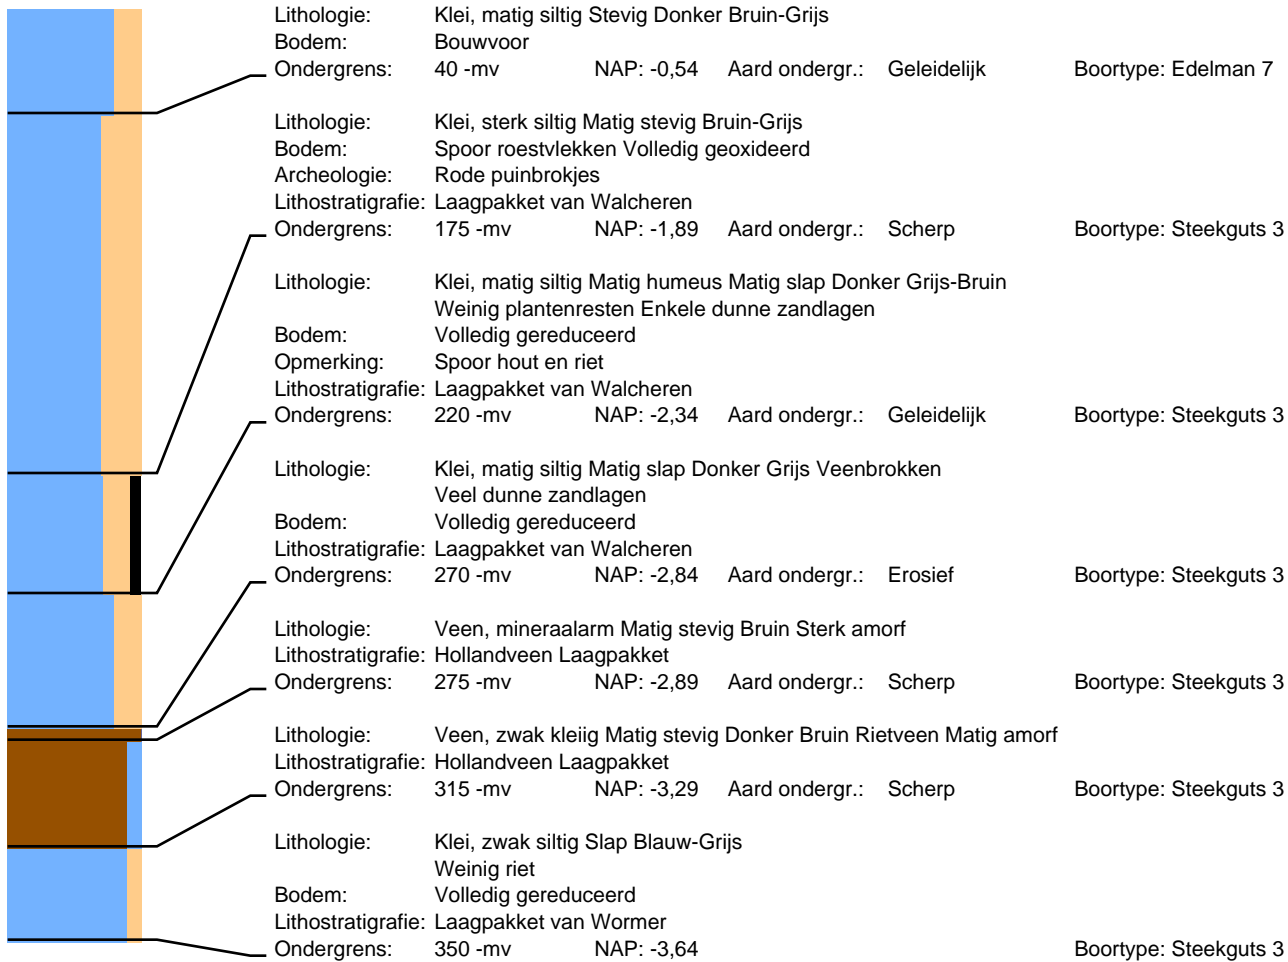 Lithologie: Klei, matig siltig Stevig Donker Bruin-Grijs
Bodem: Bouwvoor
Ondergrens: 40 -mv NAP: -0,54 Aard ondergr.: Geleidelijk Boortype: Edelman 7
Lithologie: Klei, sterk siltig Matig stevig Bruin-Grijs
Bodem: Spoor roestvlekken Volledig geoxideerd
Archeologie: Rode puinbrokjes
Lithostratigrafie: Laagpakket van Walcheren
Ondergrens: 175 -mv NAP: -1,89 Aard ondergr.: Scherp Boortype: Steekguts 3
Lithologie: Klei, matig siltig Matig humeus Matig slap Donker Grijs-Bruin
Weinig plantenresten Enkele dunne zandlagen
Bodem: Volledig gereduceerd
Opmerking: Spoor hout en riet
Lithostratigrafie: Laagpakket van Walcheren
Ondergrens: 220 -mv NAP: -2,34 Aard ondergr.: Geleidelijk Boortype: Steekguts 3
Lithologie: Klei, matig siltig Matig slap Donker Grijs Veenbrokken
Veel dunne zandlagen
Bodem: Volledig gereduceerd
Lithostratigrafie: Laagpakket van Walcheren
Ondergrens: 270 -mv NAP: -2,84 Aard ondergr.: Erosief Boortype: Steekguts 3
Lithologie: Veen, mineraalarm Matig stevig Bruin Sterk amorf
Lithostratigrafie: Hollandveen Laagpakket
Ondergrens: 275 -mv NAP: -2,89 Aard ondergr.: Scherp Boortype: Steekguts 3
Lithologie: Veen, zwak kleiig Matig stevig Donker Bruin Rietveen Matig amorf
Lithostratigrafie: Hollandveen Laagpakket
Ondergrens: 315 -mv NAP: -3,29 Aard ondergr.: Scherp Boortype: Steekguts 3
Lithologie: Klei, zwak siltig Slap Blauw-Grijs
Weinig riet
Bodem: Volledig gereduceerd
Lithostratigrafie: Laagpakket van Wormer
Ondergrens: 350 -mv NAP: -3,64 Boortype: Steekguts 3